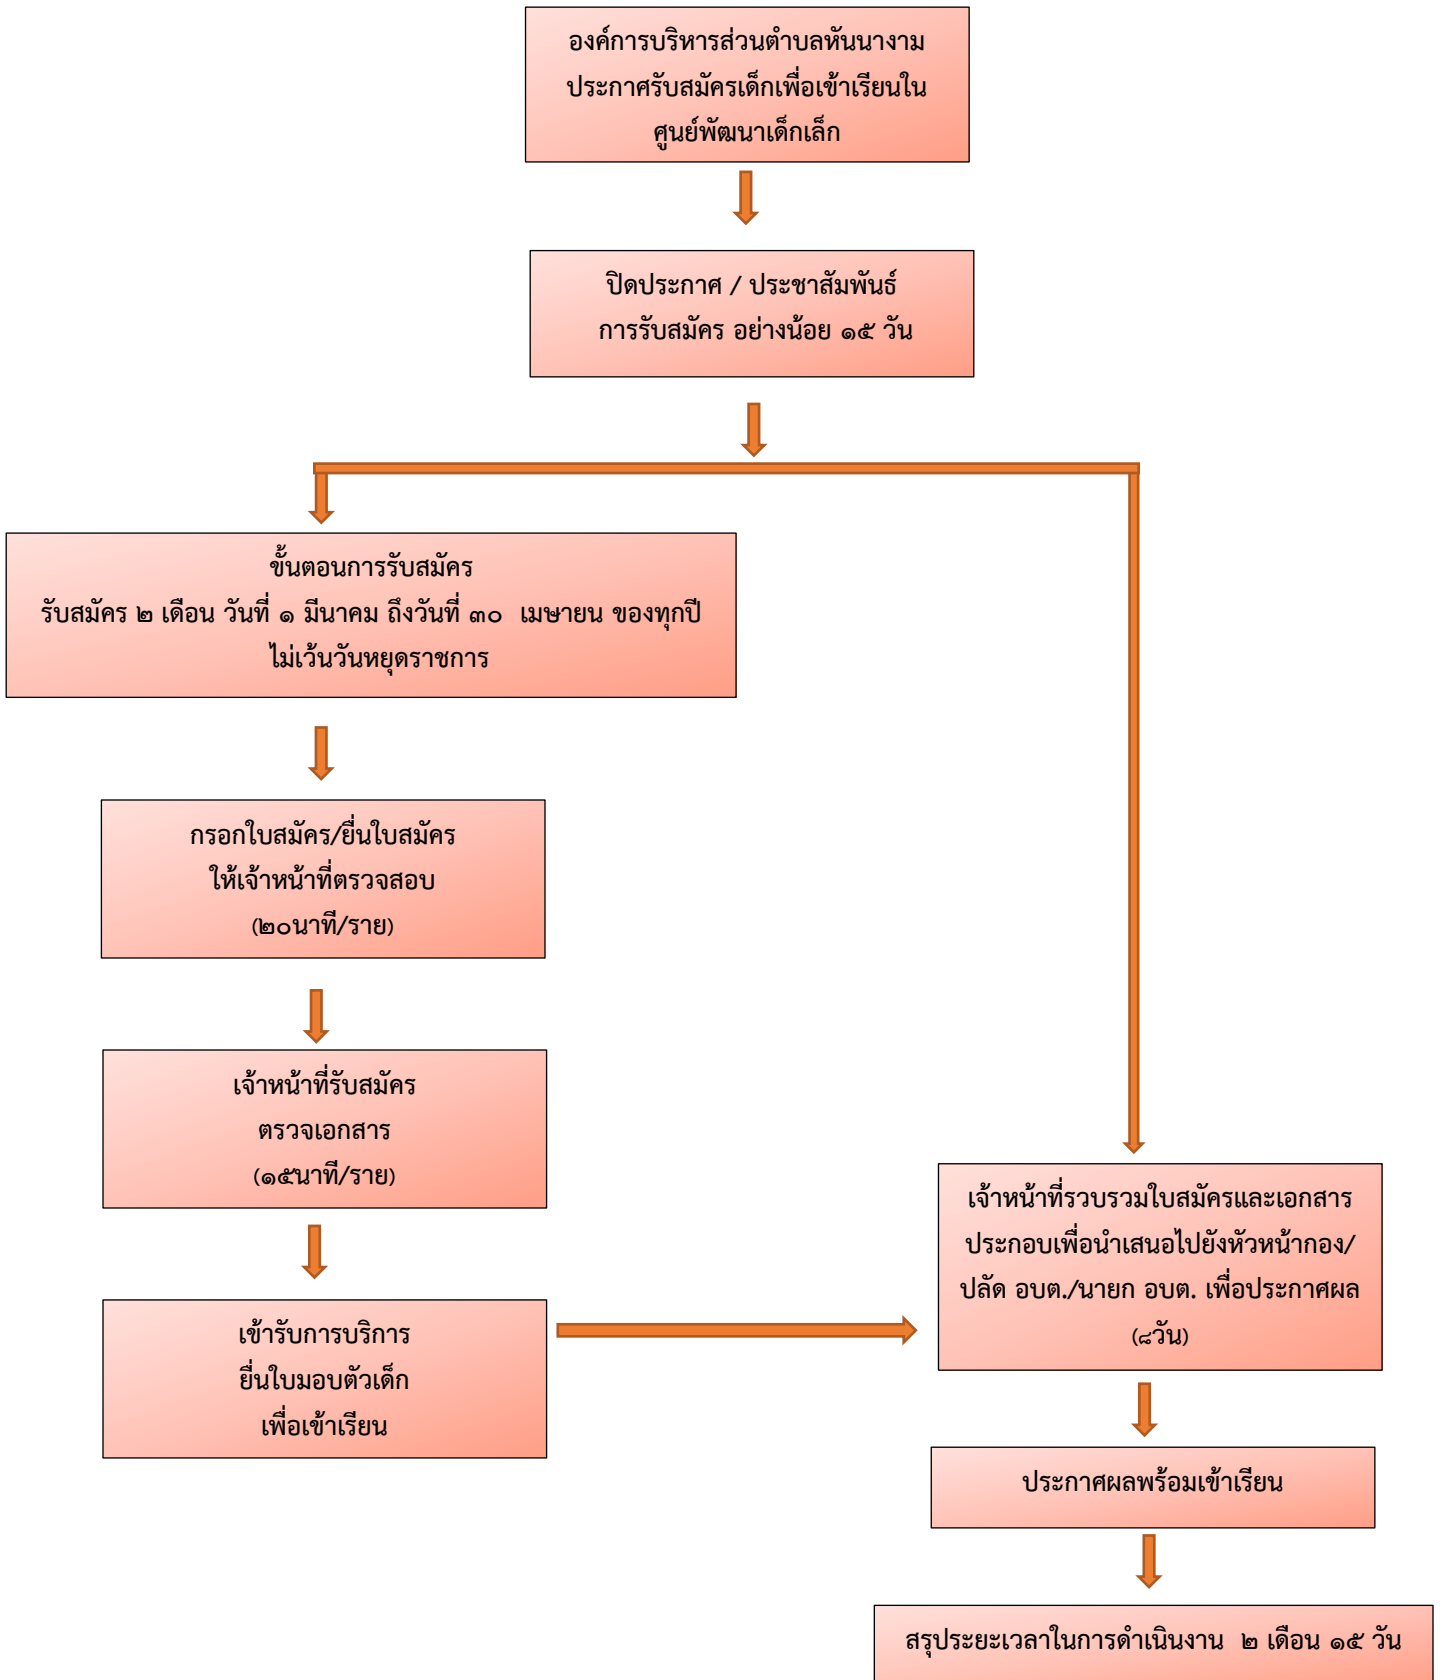 องค์การบริหารส่วนตำบลหันนางาม
ประกาศรับสมัครเด็กเพื่อเข้าเรียนใน
ศูนย์พัฒนาเด็กเล็ก
ปิดประกาศ / ประชาสัมพันธ์
การรับสมัคร อย่างน้อย ๑๕ วัน
ขั้นตอนการรับสมัคร
รับสมัคร ๒ เดือน วันที่ ๑ มีนาคม ถึงวันที่ ๓๐ เมษายน ของทุกปี
ไม่เว้นวันหยุดราชการ
กรอกใบสมัคร/ยื่นใบสมัคร
ให้เจ้าหน้าที่ตรวจสอบ
(๒๐นาที/ราย)
เจ้าหน้าที่รับสมัคร
ตรวจเอกสาร
(๑๕นาที/ราย)
เข้ารับการบริการ
ยื่นใบมอบตัวเด็ก
เพื่อเข้าเรียน
เจ้าหน้าที่รวบรวมใบสมัครและเอกสาร
ประกอบเพื่อนำเสนอไปยังหัวหน้ากอง/
ปลัด อบต./นายก อบต. เพื่อประกาศผล
(๘วัน)
ประกาศผลพร้อมเข้าเรียน
สรุประยะเวลาในการดำเนินงาน ๒ เดือน ๑๕ วัน